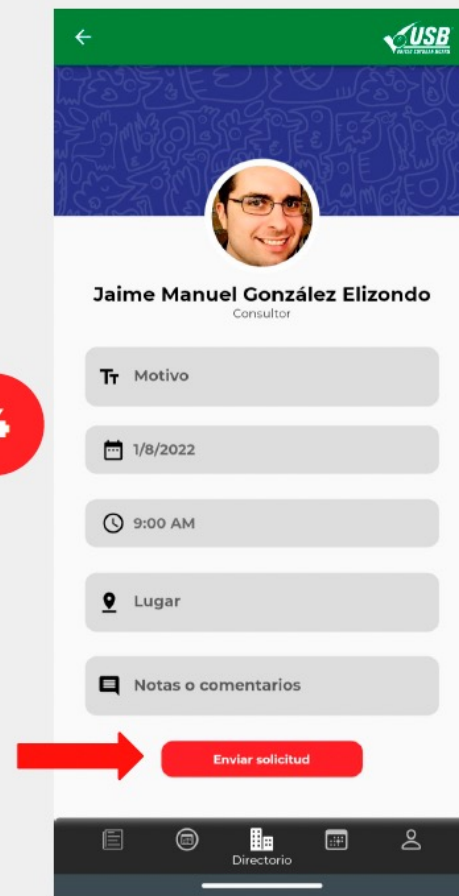 USB
Jaime Manuel González Elizondo
Consultor
Motivo
1/8/2022
4
9:00 AM
Lugar
Notas o comentarios
Enviar solicitud
Directorio